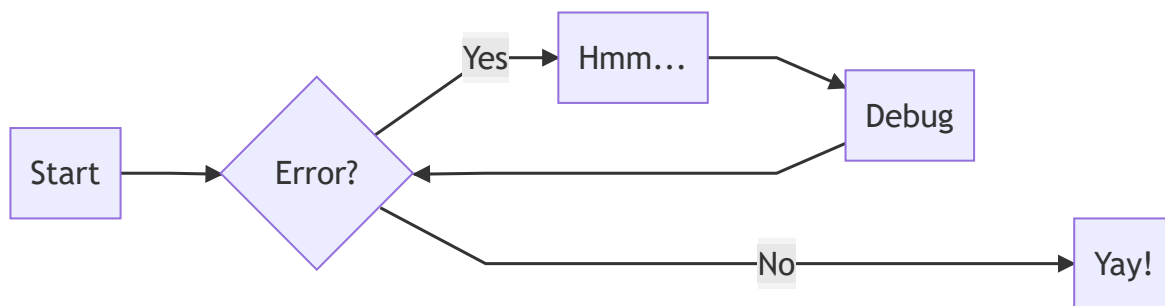 Start
Error?
Yes
Hmm...
Debug
No
Yay!